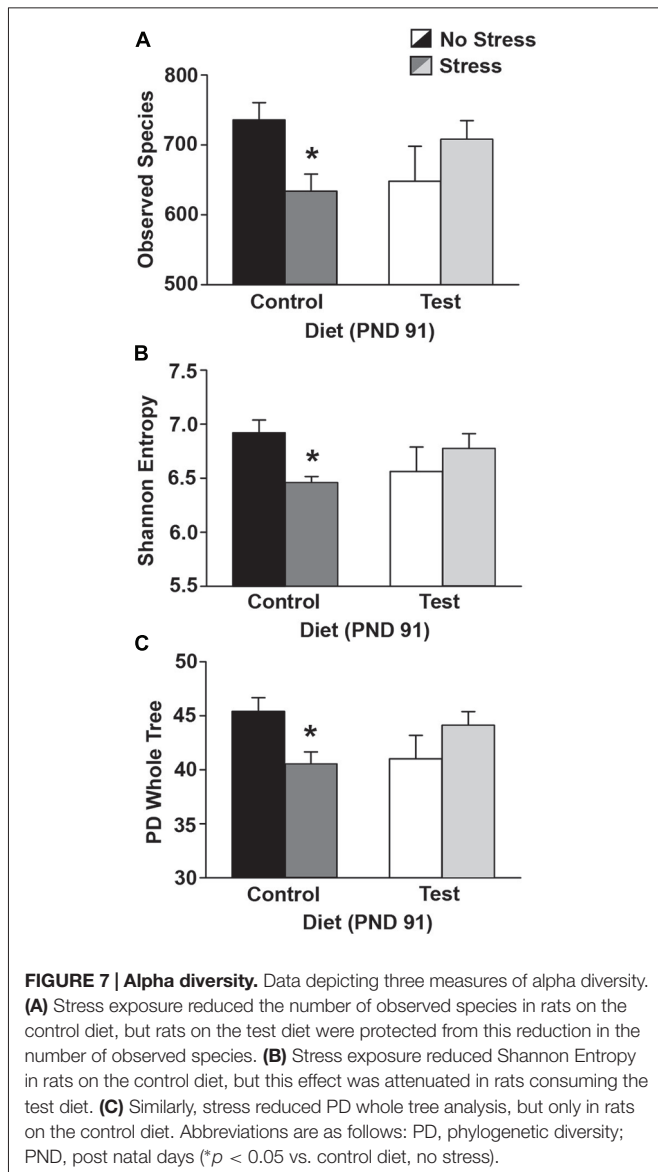 A
No Stress
Stress
800
700
600
500
Observed Species
*
Control
Test
Diet (PND 91)
B
7.5
7.0
6.5
6.0
5.5
Shannon Entropy
*
Control
Test
Diet (PND 91)
C
50
45
40
35
30
PD Whole Tree
*
Control
Test
Diet (PND 91)
FIGURE 7 | Alpha diversity. Data depicting three measures of alpha diversity.
(A) Stress exposure reduced the number of observed species in rats on the
control diet, but rats on the test diet were protected from this reduction in the
number of observed species. (B) Stress exposure reduced Shannon Entropy
in rats on the control diet, but this effect was attenuated in rats consuming the
test diet. (C) Similarly, stress reduced PD whole tree analysis, but only in rats
on the control diet. Abbreviations are as follows: PD, phylogenetic diversity;
PND, post natal days (*p < 0.05 vs. control diet, no stress).